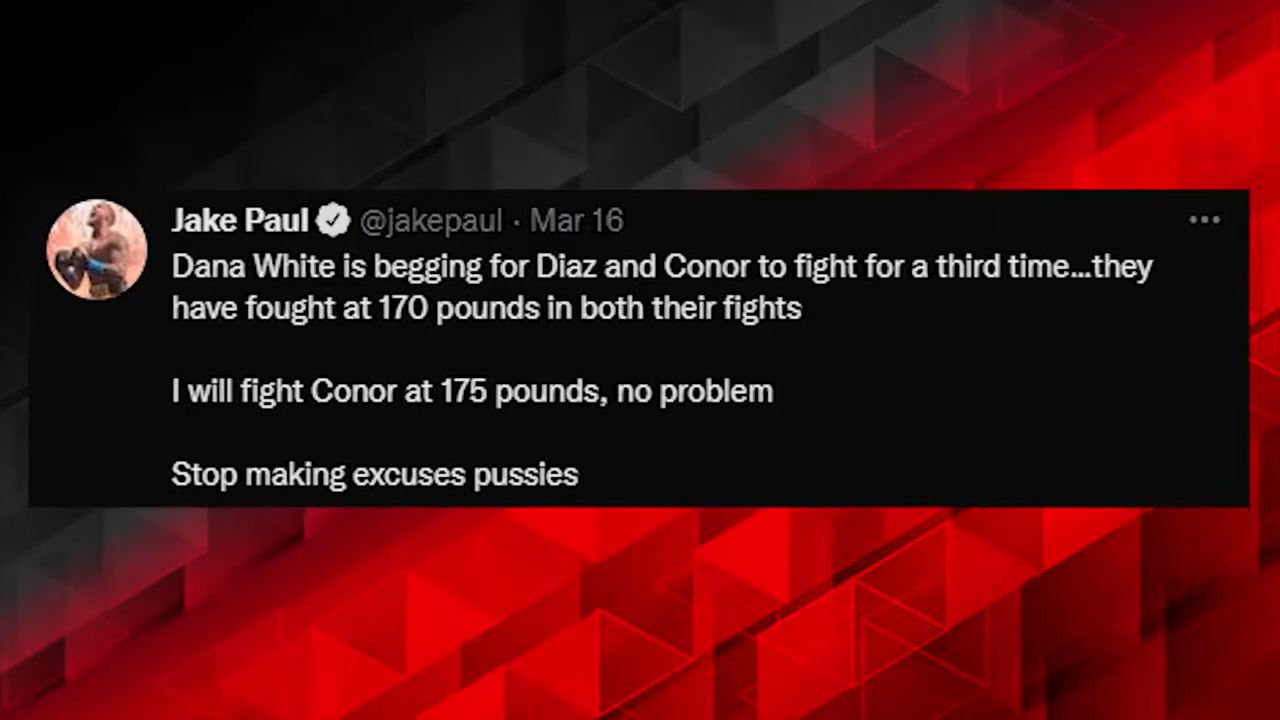 Jake Paul @jakepaul · Mar 16
Dana White is begging for Diaz and Conor to fight for a third time...they
have fought at 170 pounds in both their fights
I will fight Conor at 175 pounds, no problem
Stop making excuses pussies